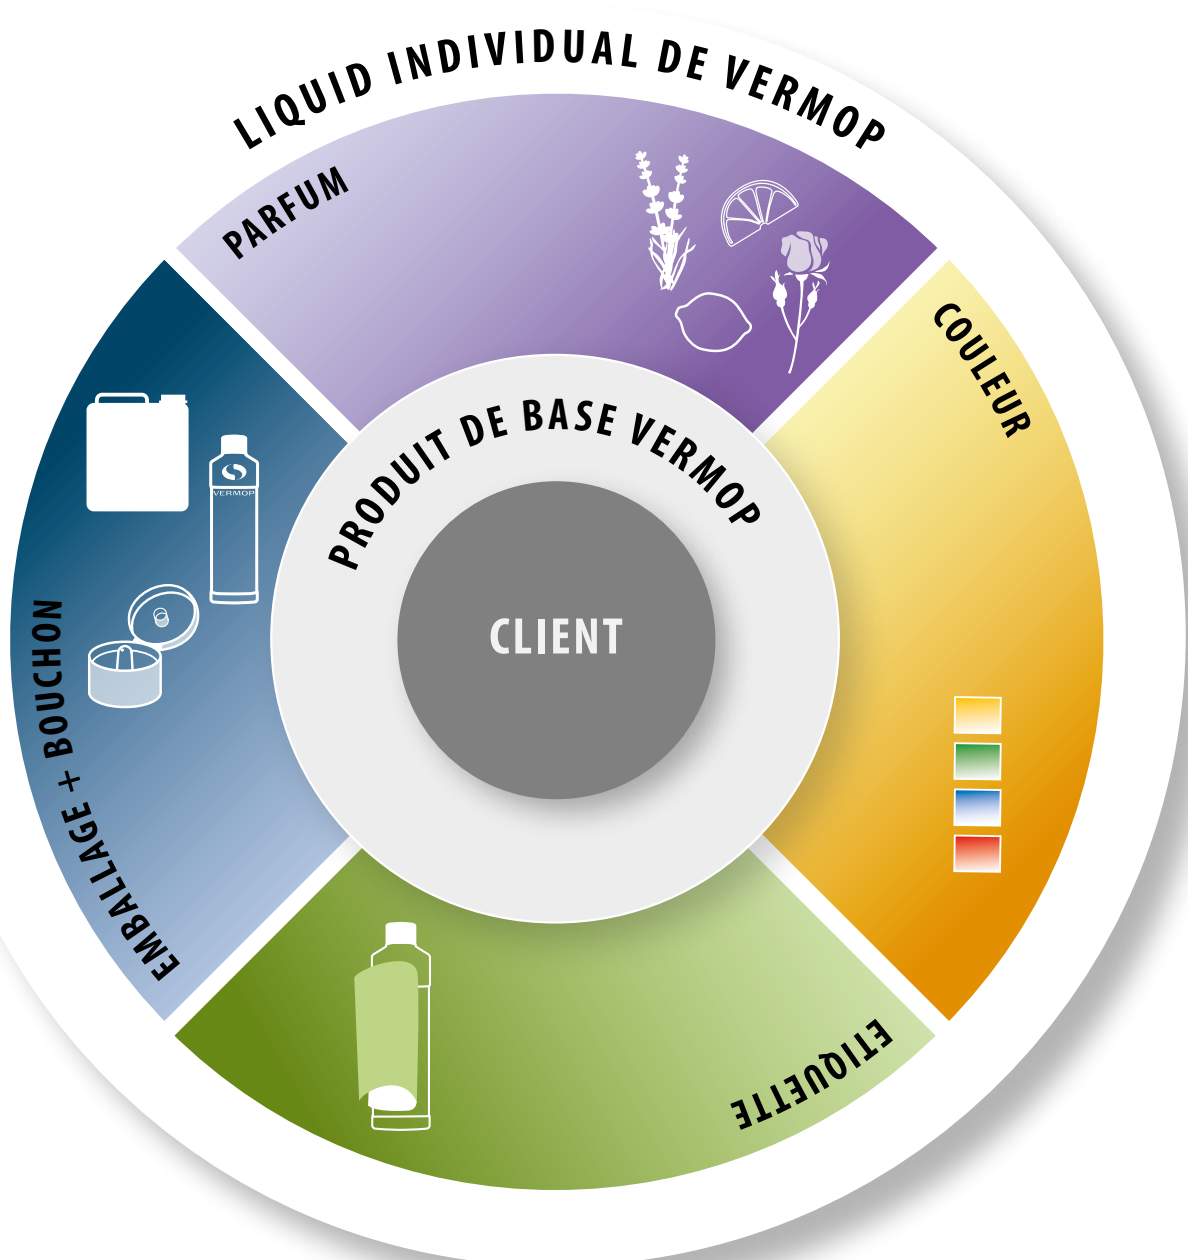 LIQUID INDIVIDUAL DE VERMOP
PARFUM
COULEUR
PRODUIT DE BASE VERMOP
CLIENT
VERMOP
EMBALLAGE + BOUCHON
ETIQUETTE